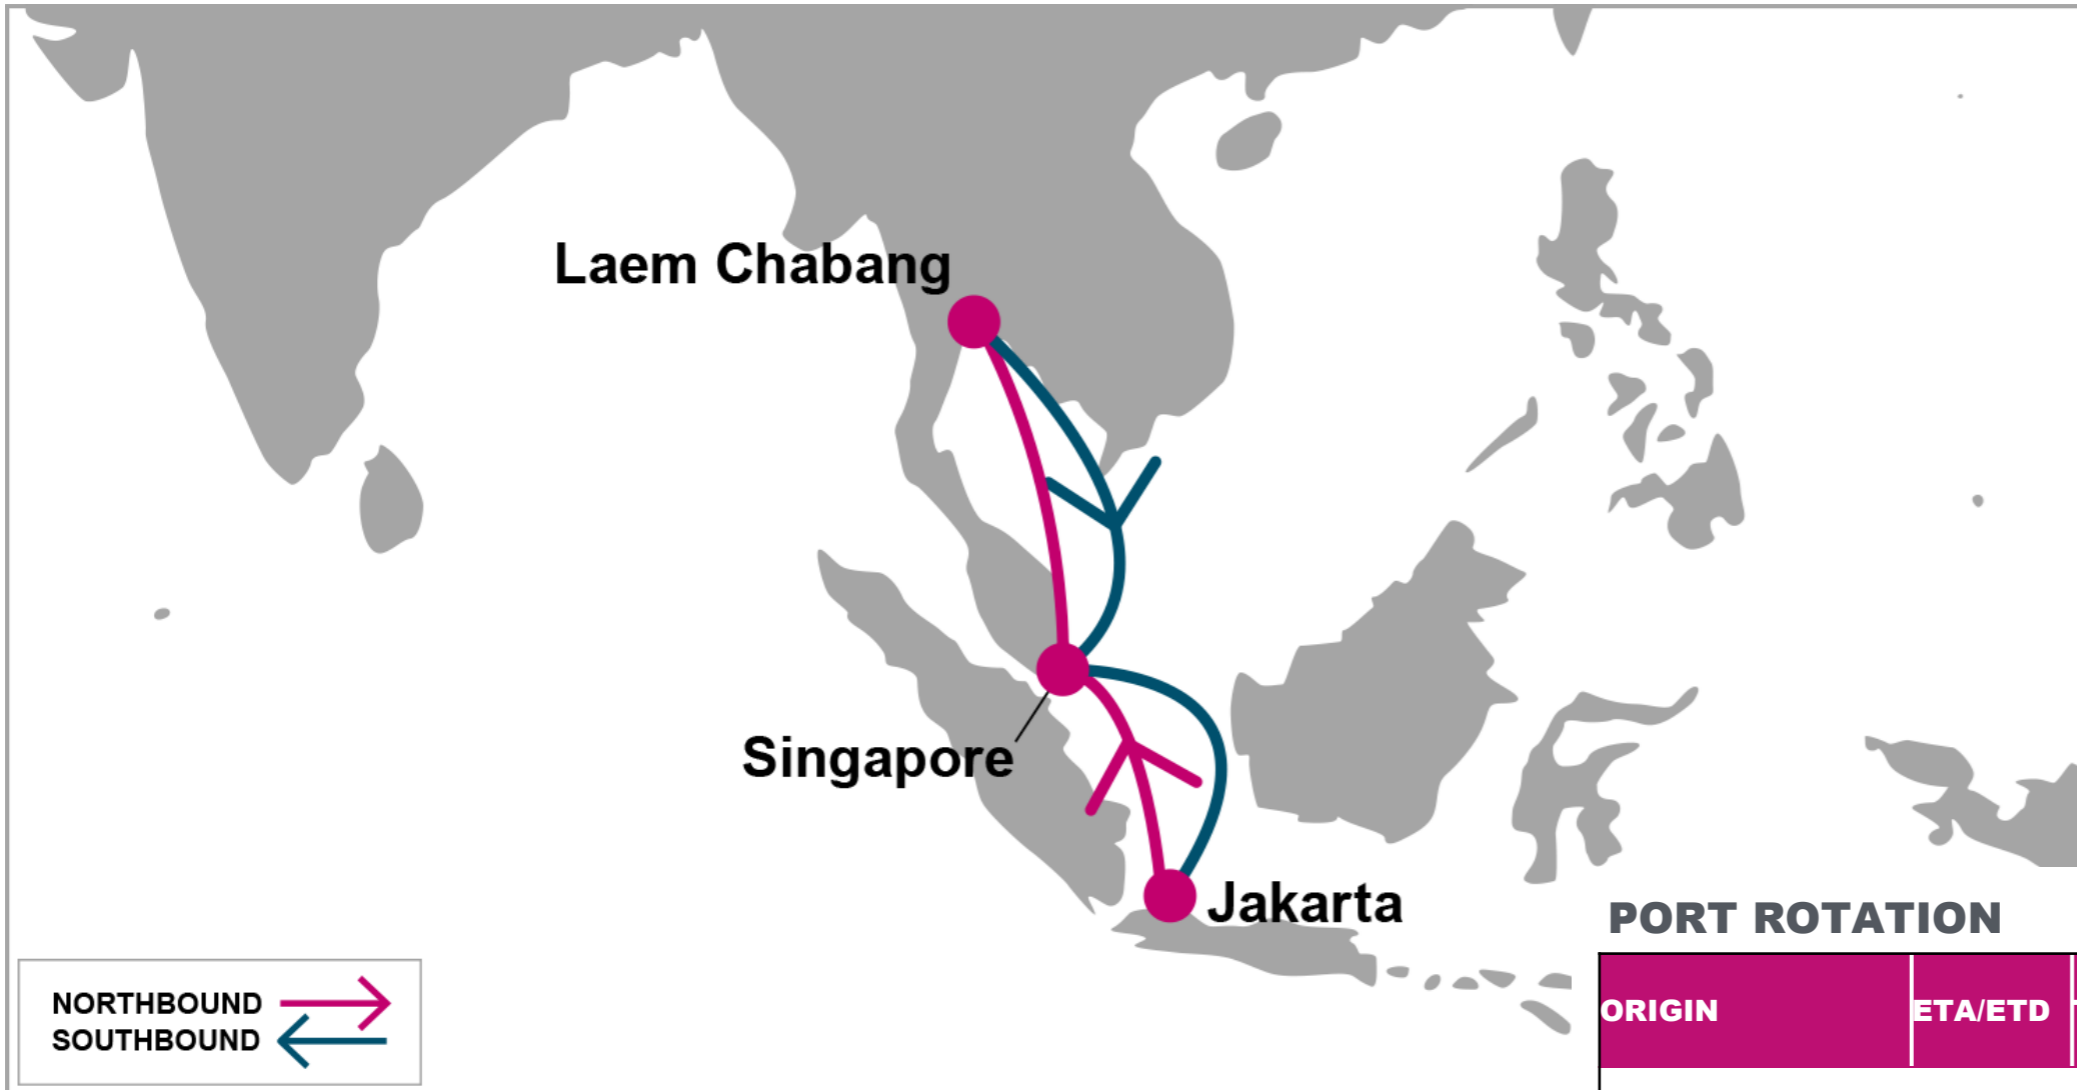 Laem Chabang
Singapore
Jakarta
PORT ROTATION
ORIGIN
ETA/ETD
NORTHBOUND
SOUTHBOUND